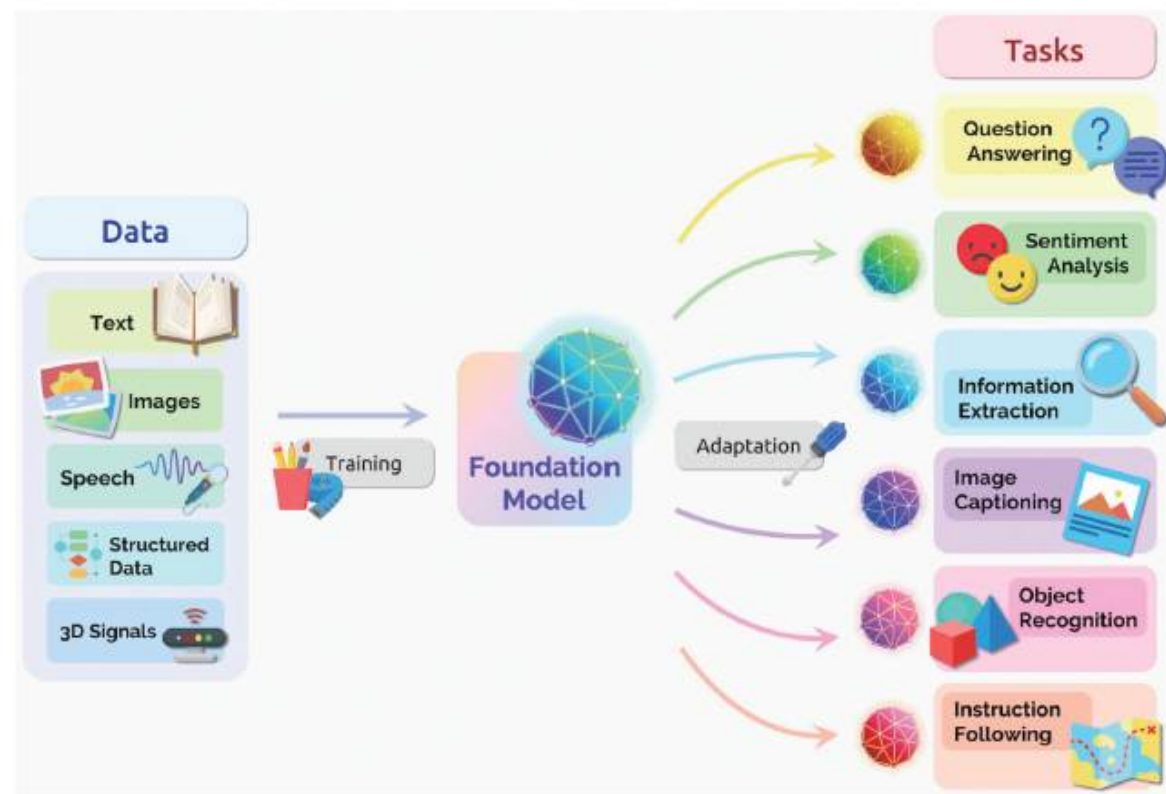 Data
Text
Images
Speech
Structured
Data
3D Signals
Training
Foundation
Model
Adaptation
Tasks
Question
Answering
Sentiment
Analysis
Information
Extraction
Image
Captioning
Object
Recognition
Instruction
Following